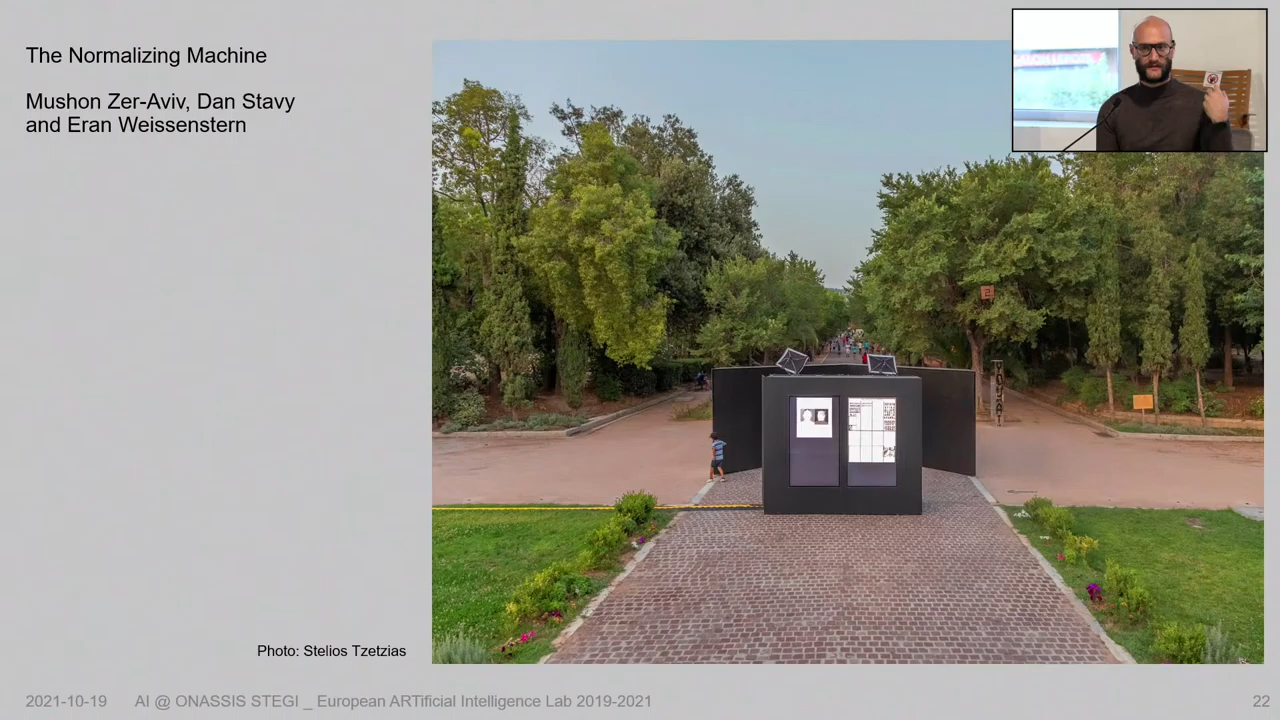 The Normalizing Machine
Mushon Zer-Aviv, Dan Stavy
and Eran Weissenstern
Photo: Stelios Tzetzias
2021-10-19 AI @ ONASSIS STEGI _ European ARTificial Intelligence Lab 2019-2021 22